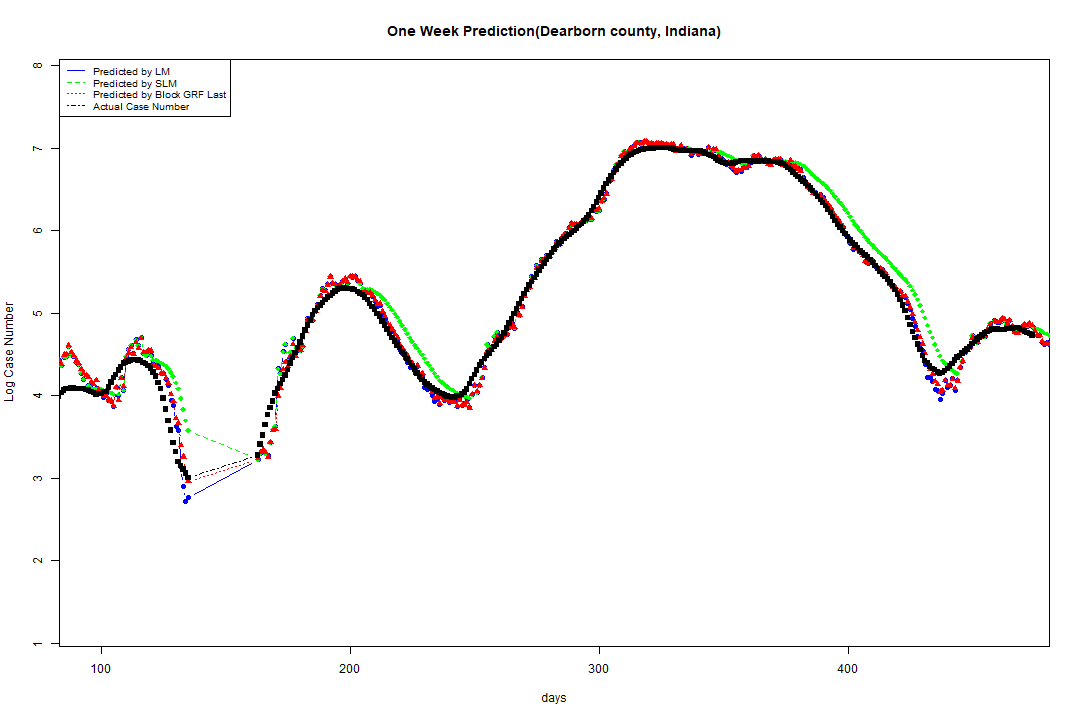 One Week Prediction(Dearborn county, Indiana)
Predicted by LM
Predicted by SLM
Predicted by Block GRF Last
Actual Case Number
8
7
6
5
4
3
2
1
Log Case Number
100 200 300 400
days